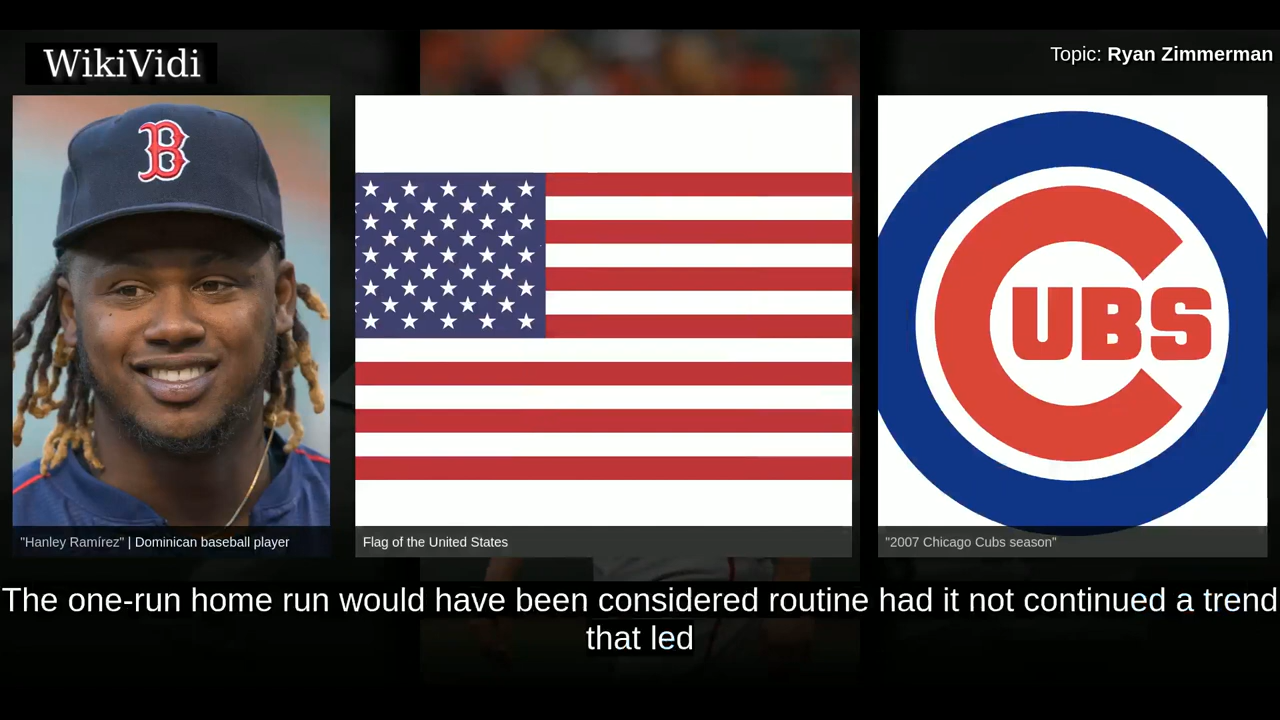 WikiVidi
Topic: Ryan Zimmerman
B
CUBS
"Hanley Ramírez" | Dominican baseball player
Flag of the United States
"2007 Chicago Cubs season"
The one-run home run would have been considered routine had it not continued a trend
that led